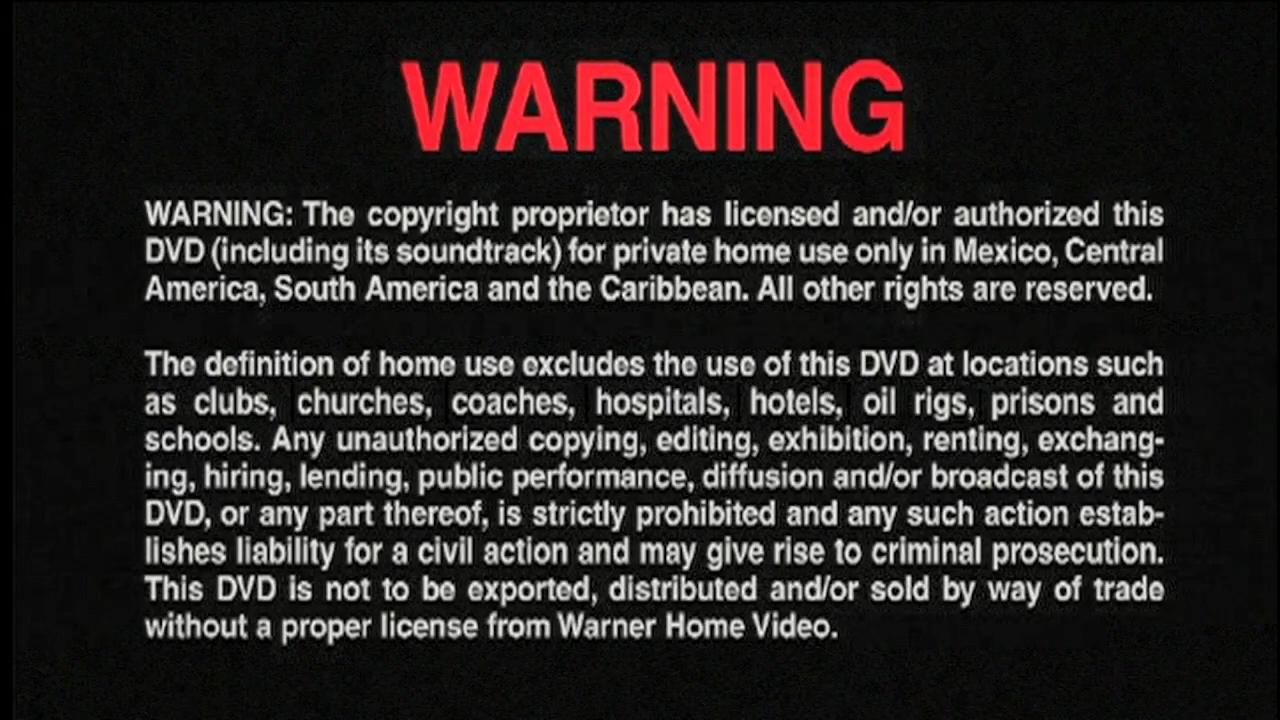 WARNING
WARNING: The copyright proprietor has licensed and/or authorized this
DVD (including its soundtrack) for private home use only in Mexico, Central
America, South America and the Caribbean. All other rights are reserved.
The definition of home use excludes the use of this DVD at locations such
as clubs, churches, coaches, hospitals, hotels, oil rigs, prisons and
schools. Any unauthorized copying, editing, exhibition, renting, exchang-
ing, hiring, lending, public performance, diffusion and/or broadcast of this
DVD, or any part thereof, is strictly prohibited and any such action estab-
lishes liability for a civil action and may give rise to criminal prosecution.
This DVD is not to be exported, distributed and/or sold by way of trade
without a proper license from Warner Home Video.